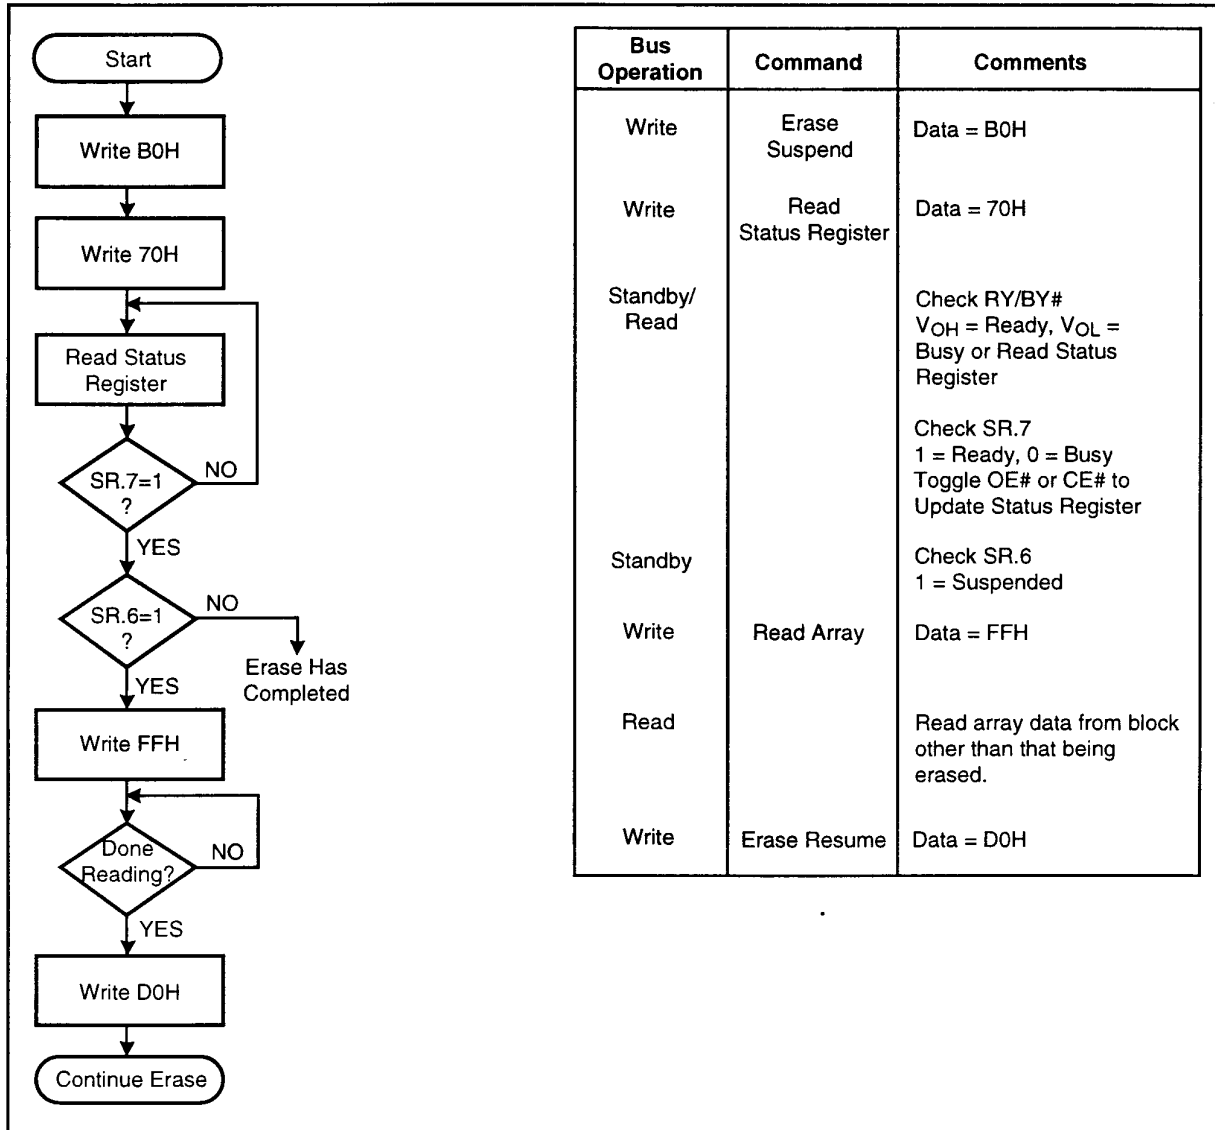 Start
Write B0H
Write 70H
Read Status
Register
SR.7=1
?
NO
YES
SR.6=1
?
NO
Erase Has
Completed
YES
Write FFH
Done
Reading?
NO
YES
Write D0H
Continue Erase
Bus
Operation
Command
Comments
Write
Erase
Suspend
Data = B0H
Write
Read
Status Register
Data = 70H
Standby/
Read
Check RY/BY#
VOH = Ready, VOL =
Busy or Read Status
Register
Check SR.7
1 = Ready, 0 = Busy
Toggle OE# or CE# to
Update Status Register
Standby
Check SR.6
1 = Suspended
Write
Read Array
Data = FFH
Read
Read array data from block
other than that being
erased.
Write
Erase Resume
Data = D0H